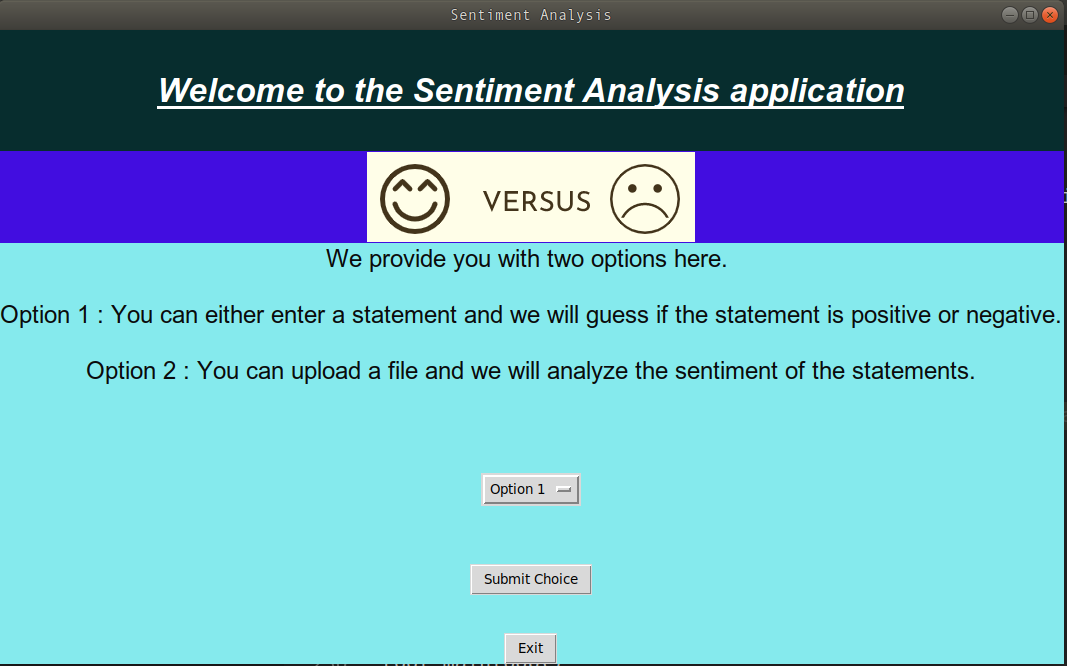 Sentiment Analysis
Welcome to the Sentiment Analysis application
VERSUS
We provide you with two options here.
Option 1 : You can either enter a statement and we will guess if the statement is positive or negative.
Option 2 : You can upload a file and we will analyze the sentiment of the statements.
Option 1
Submit Choice
Exit